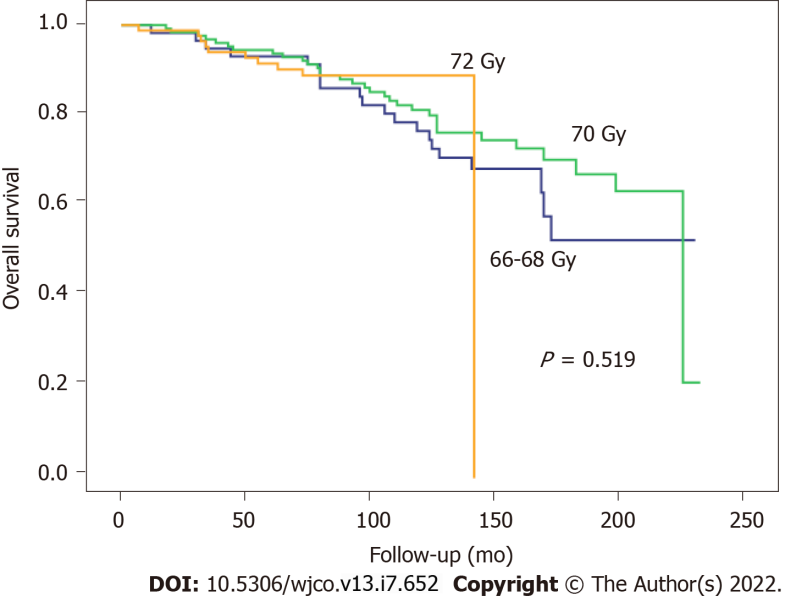 1.0
0.8
0.6
0.4
0.2
0.0
Overall survival
72 Gy
70 Gy
66-68 Gy
P = 0.519
0 50 100 150 200 250
Follow-up (mo)
DOI: 10.5306/wjco.v13.i7.652 Copyright © The Author(s) 2022.